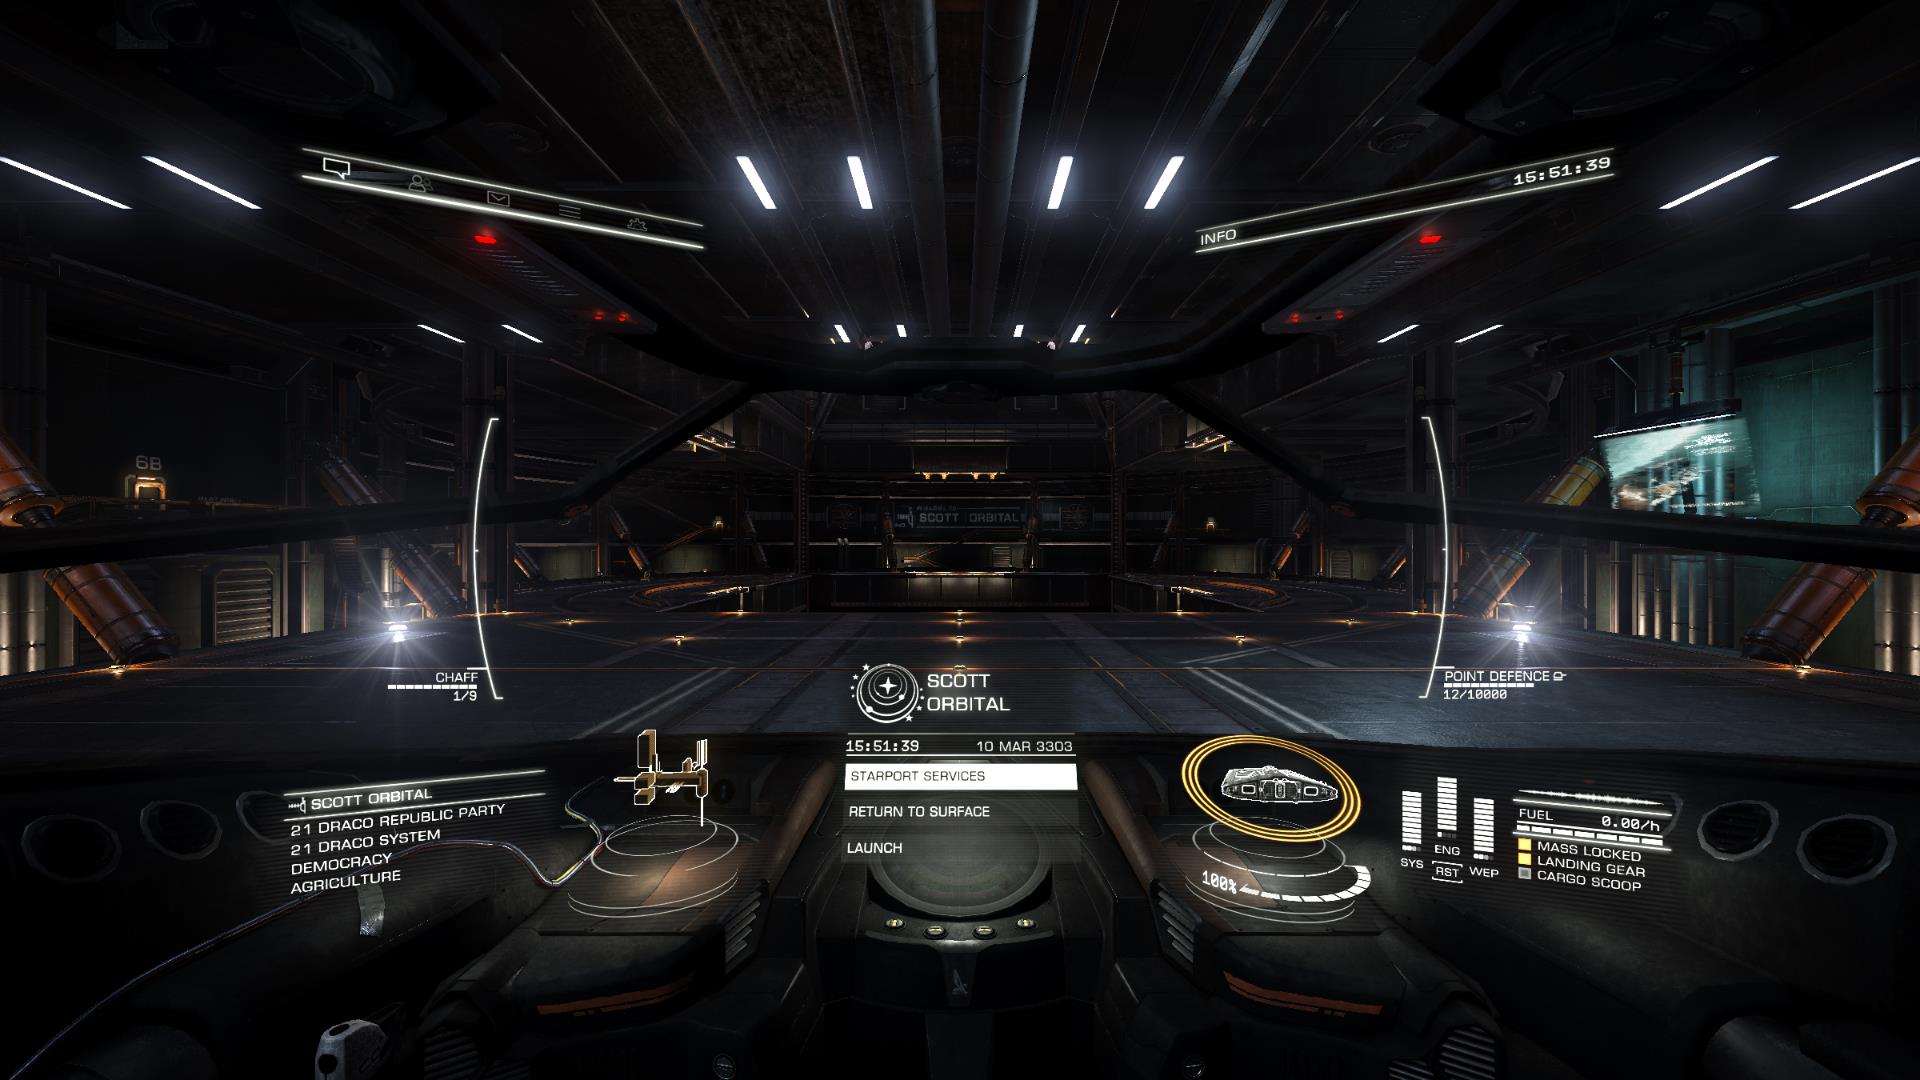 15:51:39
INFO
6B
SCOTT ORBITAL
CHAFF
1/9
POINT DEFENCE
12/10000
SCOTT
ORBITAL
15:51:39 10 MAR 3303
STARPORT SERVICES
RETURN TO SURFACE
LAUNCH
SCOTT ORBITAL
21 DRACO REPUBLIC PARTY
21 DRACO SYSTEM
DEMOCRACY
AGRICULTURE
100%
SYS
ENG
RST
WEP
FUEL 0.00/h
MASS LOCKED
LANDING GEAR
CARGO SCOOP